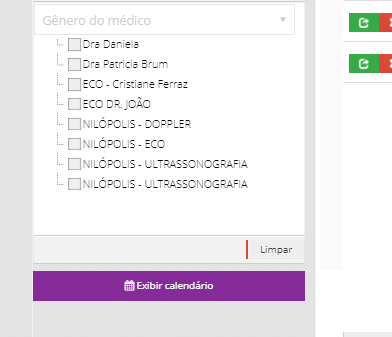 Gênero do médico
Dra Daniela
Dra Patricia Brum
ECO - Cristiane Ferraz
ECO DR. JOÃO
NILÓPOLIS - DOPPLER
NILÓPOLIS - ECO
NILÓPOLIS - ULTRASSONOGRAFIA
NILÓPOLIS - ULTRASSONOGRAFIA
Limpar
Exibir calendário